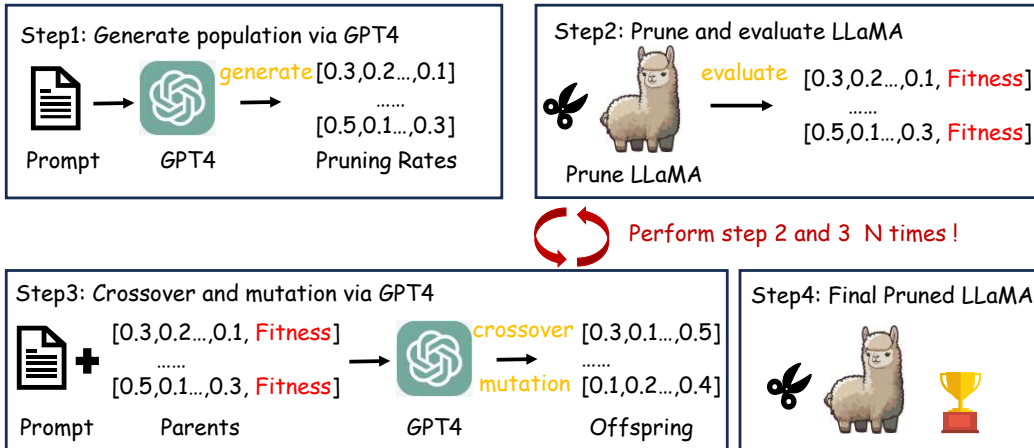 Step1: Generate population via GPT4
generate [0.3,0.2...,0.1]
......
[0.5,0.1...,0.3]
Prompt GPT4 Pruning Rates
Step2: Prune and evaluate LLaMA
evaluate [0.3,0.2...,0.1, Fitness]
......
[0.5,0.1...,0.3, Fitness]
Prune LLaMA
Perform step 2 and 3 N times !
Step3: Crossover and mutation via GPT4
[0.3,0.2...,0.1, Fitness] crossover [0.3,0.1...,0.5]
...... ......
[0.5,0.1...,0.3, Fitness] mutation [0.1,0.2...,0.4]
Prompt Parents GPT4 Offspring
Step4: Final Pruned LLaMA